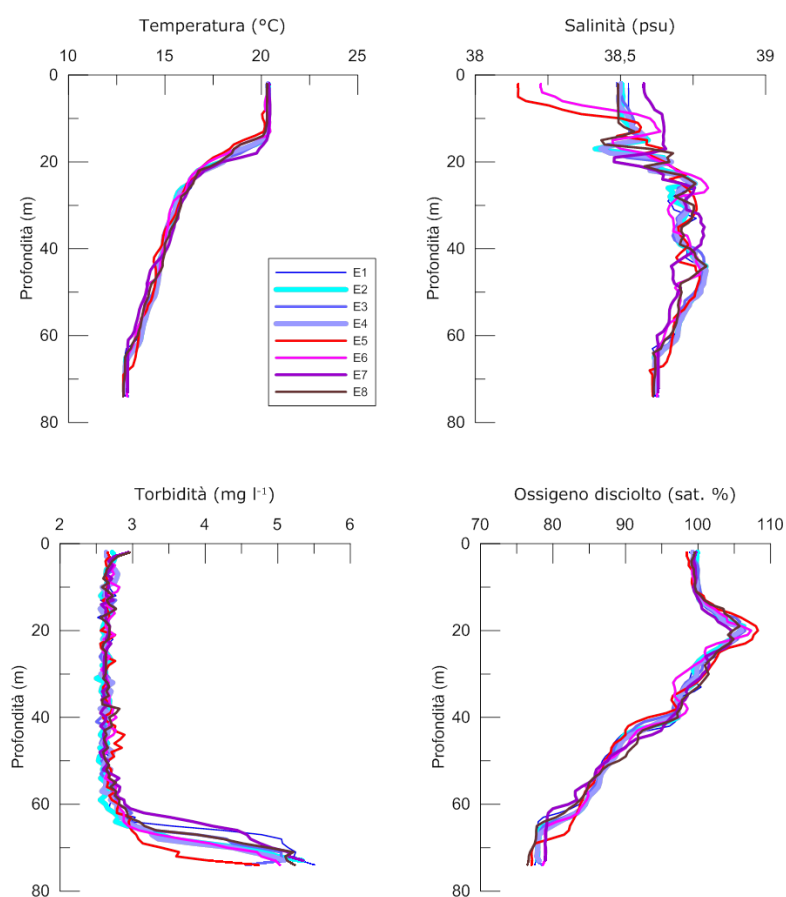 Temperatura (°C)
10 15 20 25
0
20
40
60
80
Profondità (m)
E1
E2
E3
E4
E5
E6
E7
E8
Salinità (psu)
38 38,5 39
0
20
40
60
80
Profondità (m)
Torbidità (mg l⁻¹)
2 3 4 5 6
0
20
40
60
80
Profondità (m)
Ossigeno disciolto (sat. %)
70 80 90 100 110
0
20
40
60
80
Profondità (m)